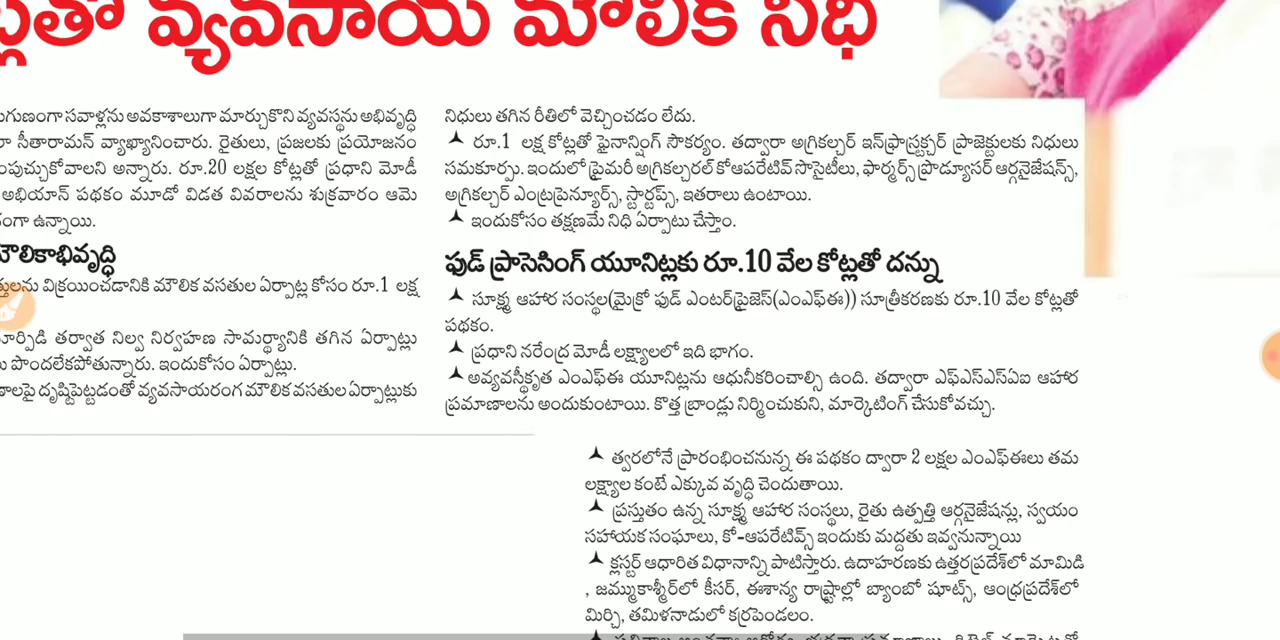 వ్యవసాయ మౌలిక నిధి
సవాళ్లను అవకాశాలుగా మార్చుకొని వ్యవస్థను అభివృద్ధి
సీతారామన్ వ్యాఖ్యానించారు. రైతులు, ప్రజలకు ప్రయోజనం
అన్నారు. రూ.20 లక్షల కోట్లతో ప్రధాని మోడీ
అభియాన్ పథకం మూడో విడత వివరాలను శుక్రవారం ఆమె
ఉన్నాయి.
మౌలికాభివృద్ధి
విక్రయించడానికి మౌలిక వసతుల ఏర్పాట్ల కోసం రూ.1 లక్ష
తర్వాత నిల్వ నిర్వహణ సామర్థ్యానికి తగిన ఏర్పాట్లు
పొందలేకపోతున్నారు. ఇందుకోసం ఏర్పాట్లు.
దృష్టిపెట్టడంతో వ్యవసాయరంగ మౌలిక వసతుల ఏర్పాట్లుకు
నిధులు తగిన రీతిలో వెచ్చించడం లేదు.
రూ.1 లక్ష కోట్లతో ఫైనాన్షింగ్ సౌకర్యం. తద్వారా అగ్రికల్చర్ ఇన్‌ఫ్రాస్ట్రక్చర్ ప్రాజెక్టులకు నిధులు
సమకూర్పు. ఇందులో ప్రైమరీ అగ్రికల్చరల్ కోఆపరేటివ్ సొసైటీలు, ఫార్మర్స్ ప్రొడ్యూసర్ ఆర్గనైజేషన్స్,
అగ్రికల్చర్ ఎంట్రప్రెన్యూర్స్, స్టార్టప్స్, ఇతరాలు ఉంటాయి.
ఇందుకోసం తక్షణమే నిధి ఏర్పాటు చేస్తాం.
ఫుడ్ ప్రాసెసింగ్ యూనిట్లకు రూ.10 వేల కోట్లతో దన్ను
సూక్ష్మ ఆహార సంస్థల(మైక్రో ఫుడ్ ఎంటర్‌ప్రైజెస్(ఎంఎఫ్ఈ)) సూత్రీకరణకు రూ.10 వేల కోట్లతో
పథకం.
ప్రధాని నరేంద్ర మోడీ లక్ష్యాలలో ఇది భాగం.
అవ్యవస్థీకృత ఎంఎఫ్ఈ యూనిట్లను ఆధునీకరించాల్సి ఉంది. తద్వారా ఎఫ్ఎస్ఎస్ఏఐ ఆహార
ప్రమాణాలను అందుకుంటాయి. కొత్త బ్రాండ్లు నిర్మించుకుని, మార్కెటింగ్ చేసుకోవచ్చు.
త్వరలోనే ప్రారంభించనున్న ఈ పథకం ద్వారా 2 లక్షల ఎంఎఫ్ఈలు తమ
లక్ష్యాల కంటే ఎక్కువ వృద్ధి చెందుతాయి.
ప్రస్తుతం ఉన్న సూక్ష్మ ఆహార సంస్థలు, రైతు ఉత్పత్తి ఆర్గనైజేషన్లు, స్వయం
సహాయక సంఘాలు, కో-ఆపరేటివ్స్ ఇందుకు మద్దతు ఇవ్వనున్నాయి
క్లస్టర్ ఆధారిత విధానాన్ని పాటిస్తారు. ఉదాహరణకు ఉత్తరప్రదేశ్‌లో మామిడి
, జమ్ముకాశ్మీర్‌లో కేసర్, ఈశాన్య రాష్ట్రాల్లో బ్యాంబో షూట్స్, ఆంధ్రప్రదేశ్‌లో
మిర్చి, తమిళనాడులో కర్రపెండలం.